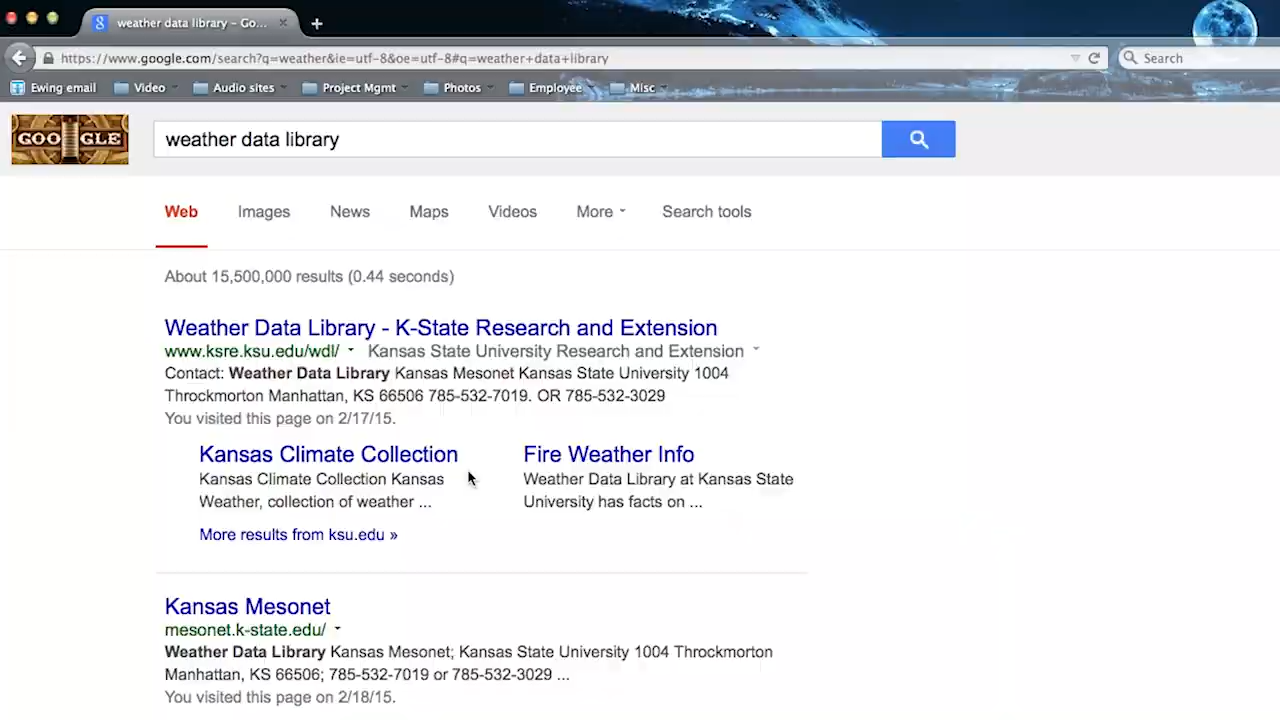 weather data library - Go...
https://www.google.com/search?q=weather&ie=utf-8&oe=utf-8#q=weather+data+library
Search
Ewing email Video Audio sites Project Mgmt Photos Employee Misc
GOOGLE
weather data library
Web Images News Maps Videos More Search tools
About 15,500,000 results (0.44 seconds)
Weather Data Library - K-State Research and Extension
www.ksre.ksu.edu/wdl/ Kansas State University Research and Extension
Contact: Weather Data Library Kansas Mesonet Kansas State University 1004
Throckmorton Manhattan, KS 66506 785-532-7019. OR 785-532-3029
You visited this page on 2/17/15.
Kansas Climate Collection
Kansas Climate Collection Kansas
Weather, collection of weather ...
Fire Weather Info
Weather Data Library at Kansas State
University has facts on ...
More results from ksu.edu »
Kansas Mesonet
mesonet.k-state.edu/
Weather Data Library Kansas Mesonet; Kansas State University 1004 Throckmorton
Manhattan, KS 66506; 785-532-7019 or 785-532-3029 ...
You visited this page on 2/18/15.